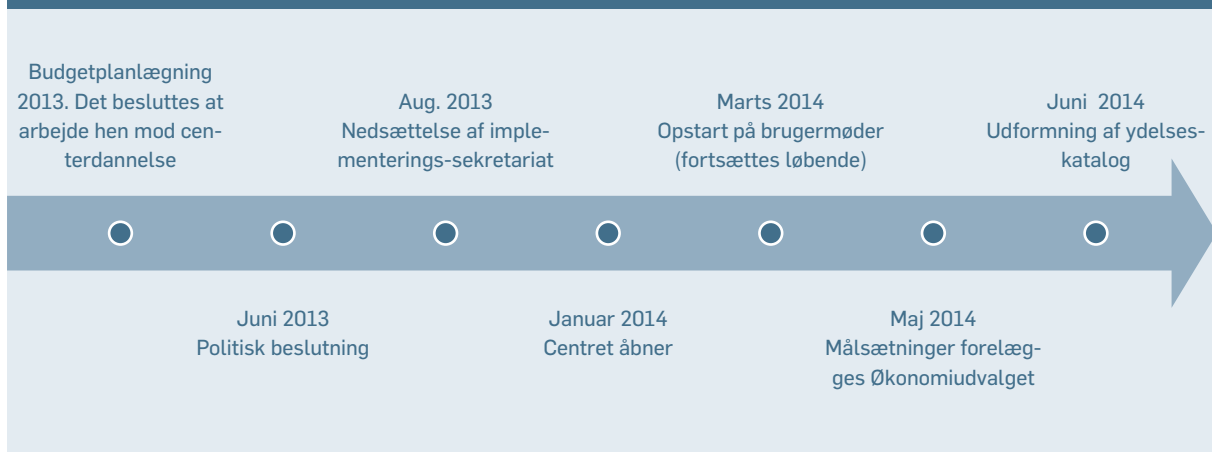 Budgetplanlægning
2013. Det besluttes at
arbejde hen mod cen-
terdannelse
Juni 2013
Politisk beslutning
Aug. 2013
Nedsættelse af imple-
menterings-sekretariat
Januar 2014
Centret åbner
Marts 2014
Opstart på brugermøder
(fortsættes løbende)
Maj 2014
Målsætninger forelæg-
ges Økonomiudvalget
Juni 2014
Udformning af ydelses-
katalog